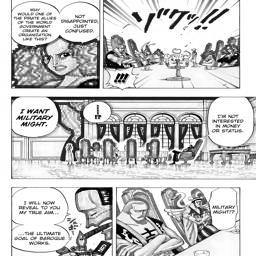 WHY
WOULD ONE OF
THE PIRATE ALLIES
OF THE WORLD
GOVERNMENT
CREATE AN
ORGANIZATION
LIKE THIS?
NOT
DISAPPOINTED,
JUST
CONFUSED.
ゾクッ!!
!!!
I'M NOT
INTERESTED
IN MONEY
OR STATUS.
I WANT
MILITARY
MIGHT.
I WILL NOW
REVEAL TO YOU
MY TRUE AIM...
...THE ULTIMATE
GOAL OF BAROQUE
WORKS.
MILITARY
MIGHT!?